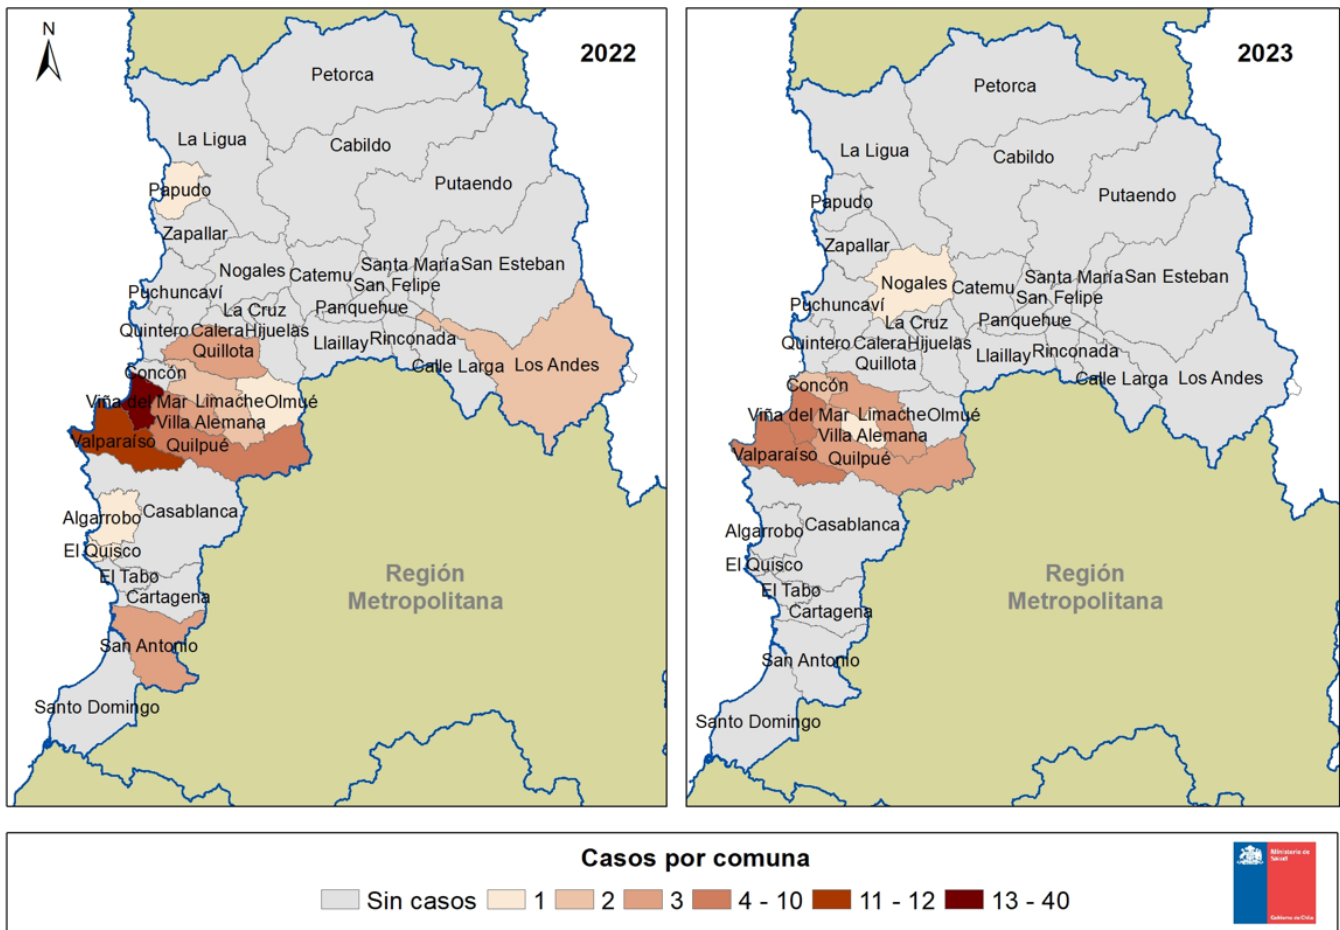 N
2022
Petorca
La Ligua
Cabildo
Putaendo
Papudo
Zapallar
Nogales
Catemu
Santa María
San Esteban
San Felipe
Puchuncaví
La Cruz
Panquehue
Quintero
Calera
Hijuelas
Llaillay
Rinconada
Quillota
Calle Larga
Los Andes
Concón
Viña del Mar
Limache
Olmué
Villa Alemana
Valparaíso
Quilpué
Algarrobo
Casablanca
El Quisco
El Tabo
Cartagena
Región
Metropolitana
San Antonio
Santo Domingo
2023
Petorca
La Ligua
Cabildo
Putaendo
Papudo
Zapallar
Nogales
Catemu
Santa María
San Esteban
San Felipe
Puchuncaví
La Cruz
Panquehue
Quintero
Calera
Hijuelas
Llaillay
Rinconada
Quillota
Calle Larga
Los Andes
Concón
Viña del Mar
Limache
Olmué
Villa Alemana
Valparaíso
Quilpué
Algarrobo
Casablanca
El Quisco
El Tabo
Cartagena
Región
Metropolitana
San Antonio
Santo Domingo
Casos por comuna
Sin casos 1 2 3 4 - 10 11 - 12 13 - 40
Ministerio de
Salud
Gobierno de Chile